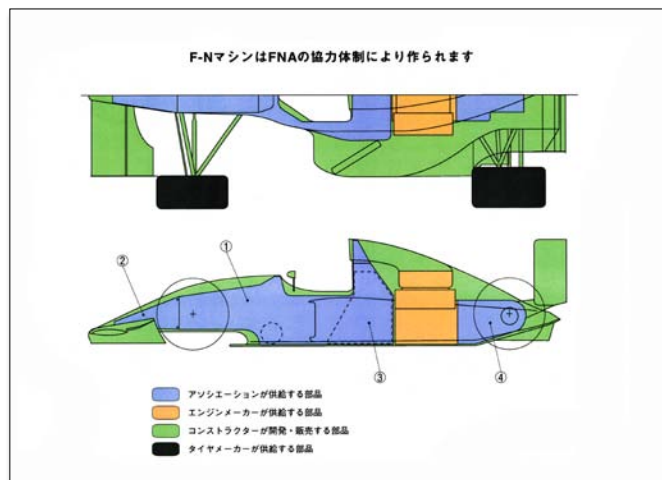 F-NマシンはFNAの協力体制により作られます
①
②
③
④
アソシエーションが供給する部品
エンジンメーカーが供給する部品
コンストラクターが開発・販売する部品
タイヤメーカーが供給する部品